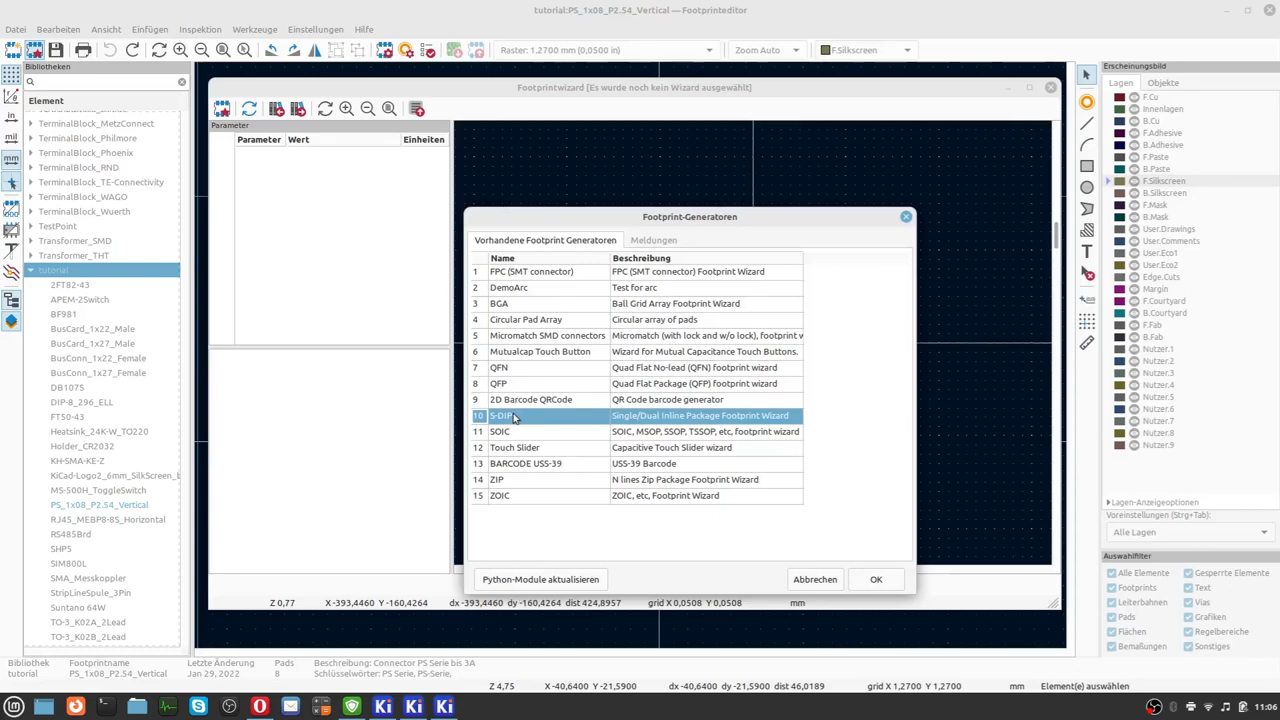 tutorial:PS_1x08_P2.54_Vertical — Footprinteditor
Datei Bearbeiten Ansicht Einfügen Inspektion Werkzeuge Einstellungen Hilfe
Raster: 1.2700 mm (0,0500 in)
Zoom Auto
F.Silkscreen
Bibliotheken
Element
TerminalBlock_MetzConnect
TerminalBlock_Philmore
TerminalBlock_Phoenix
TerminalBlock_RND
TerminalBlock_TE-Connectivity
TerminalBlock_WAGO
TerminalBlock_Wuerth
TestPoint
Transformer_SMD
Transformer_THT
tutorial
2FT82-43
APEM-2Switch
BF981
BusCard_1x22_Male
BusCard_1x27_Male
BusConn_1x22_Female
BusConn_1x27_Female
DB107S
DIP-8_296_ELL
FT50-43
Heatsink_24K-W_TO220
Holder_CR2032
KH-SMA-KE-Z
KiCad-Logo2_6mm_SilkScreen_b
MS-500H_ToggleSwitch
PS_1x08_P2.54_Vertical
RJ45_MEBP8-8S_Horizontal
RS485Brd
SHP5
SIM800L
SMA_Messkoppler
StripLineSpule_3Pin
Suntano 64W
TO-3_K02A_2Lead
TO-3_K02B_2Lead
in
mil
mm
Footprintwizard [Es wurde noch kein Wizard ausgewählt]
Parameter
Parameter Wert Einheiten
Footprint-Generatoren
Vorhandene Footprint Generatoren Meldungen
Name Beschreibung
1 FPC (SMT connector) FPC (SMT connector) Footprint Wizard
2 DemoArc Test for arc
3 BGA Ball Grid Array Footprint Wizard
4 Circular Pad Array Circular array of pads
5 Micromatch SMD connectors Micromatch (with lock and w/o lock), footprint w
6 Mutualcap Touch Button Wizard for Mutual Capacitance Touch Buttons.
7 QFN Quad Flat No-lead (QFN) footprint wizard
8 QFP Quad Flat Package (QFP) footprint wizard
9 2D Barcode QRCode QR Code barcode generator
10 S-DIP Single/Dual Inline Package Footprint Wizard
11 SOIC SOIC, MSOP, SSOP, TSSOP, etc, footprint wizard
12 Touch Slider Capacitive Touch Slider wizard
13 BARCODE USS-39 USS-39 Barcode
14 ZIP N lines Zip Package Footprint Wizard
15 ZOIC ZOIC, etc, Footprint Wizard
Python-Module aktualisieren Abbrechen OK
Z 0,77 X -393,4460 Y -160,4264 dx -393,4460 dy -160,4264 dist 424,8957 grid X 0,0508 Y 0,0508 mm
Erscheinungsbild
Lagen Objekte
F.Cu
Innenlagen
B.Cu
F.Adhesive
B.Adhesive
F.Paste
B.Paste
F.Silkscreen
B.Silkscreen
F.Mask
B.Mask
User.Drawings
User.Comments
User.Eco1
User.Eco2
Edge.Cuts
Margin
F.Courtyard
B.Courtyard
F.Fab
B.Fab
Nutzer.1
Nutzer.2
Nutzer.3
Nutzer.4
Nutzer.5
Nutzer.6
Nutzer.7
Nutzer.8
Nutzer.9
Lagen-Anzeigeoptionen
Voreinstellungen (Strg+Tab):
Alle Lagen
Auswahlfilter
Alle Elemente Gesperrte Elemente
Footprints Text
Leiterbahnen Vias
Pads Grafiken
Flächen Regelbereiche
Bemaßungen Sonstiges
Bibliothek Footprintname Letzte Änderung Pads Beschreibung: Connector PS Serie bis 3A
tutorial PS_1x08_P2.54_Vertical Jan 29, 2022 8 Schlüsselwörter: PS Serie, PS-Serie,
Z 4,75 X -40,6400 Y -21,5900 dx -40,6400 dy -21,5900 dist 46,0189 grid X 1,2700 Y 1,2700 mm Element(e) auswählen
Ki Ki Ki
11:06